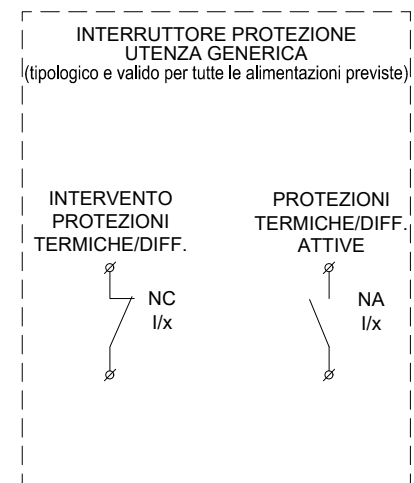 INTERRUTTORE PROTEZIONE
UTENZA GENERICA
(tipologico e valido per tutte le alimentazioni previste)
INTERVENTO
PROTEZIONI
TERMICHE/DIFF.
NC
I/x
PROTEZIONI
TERMICHE/DIFF.
ATTIVE
NA
I/x